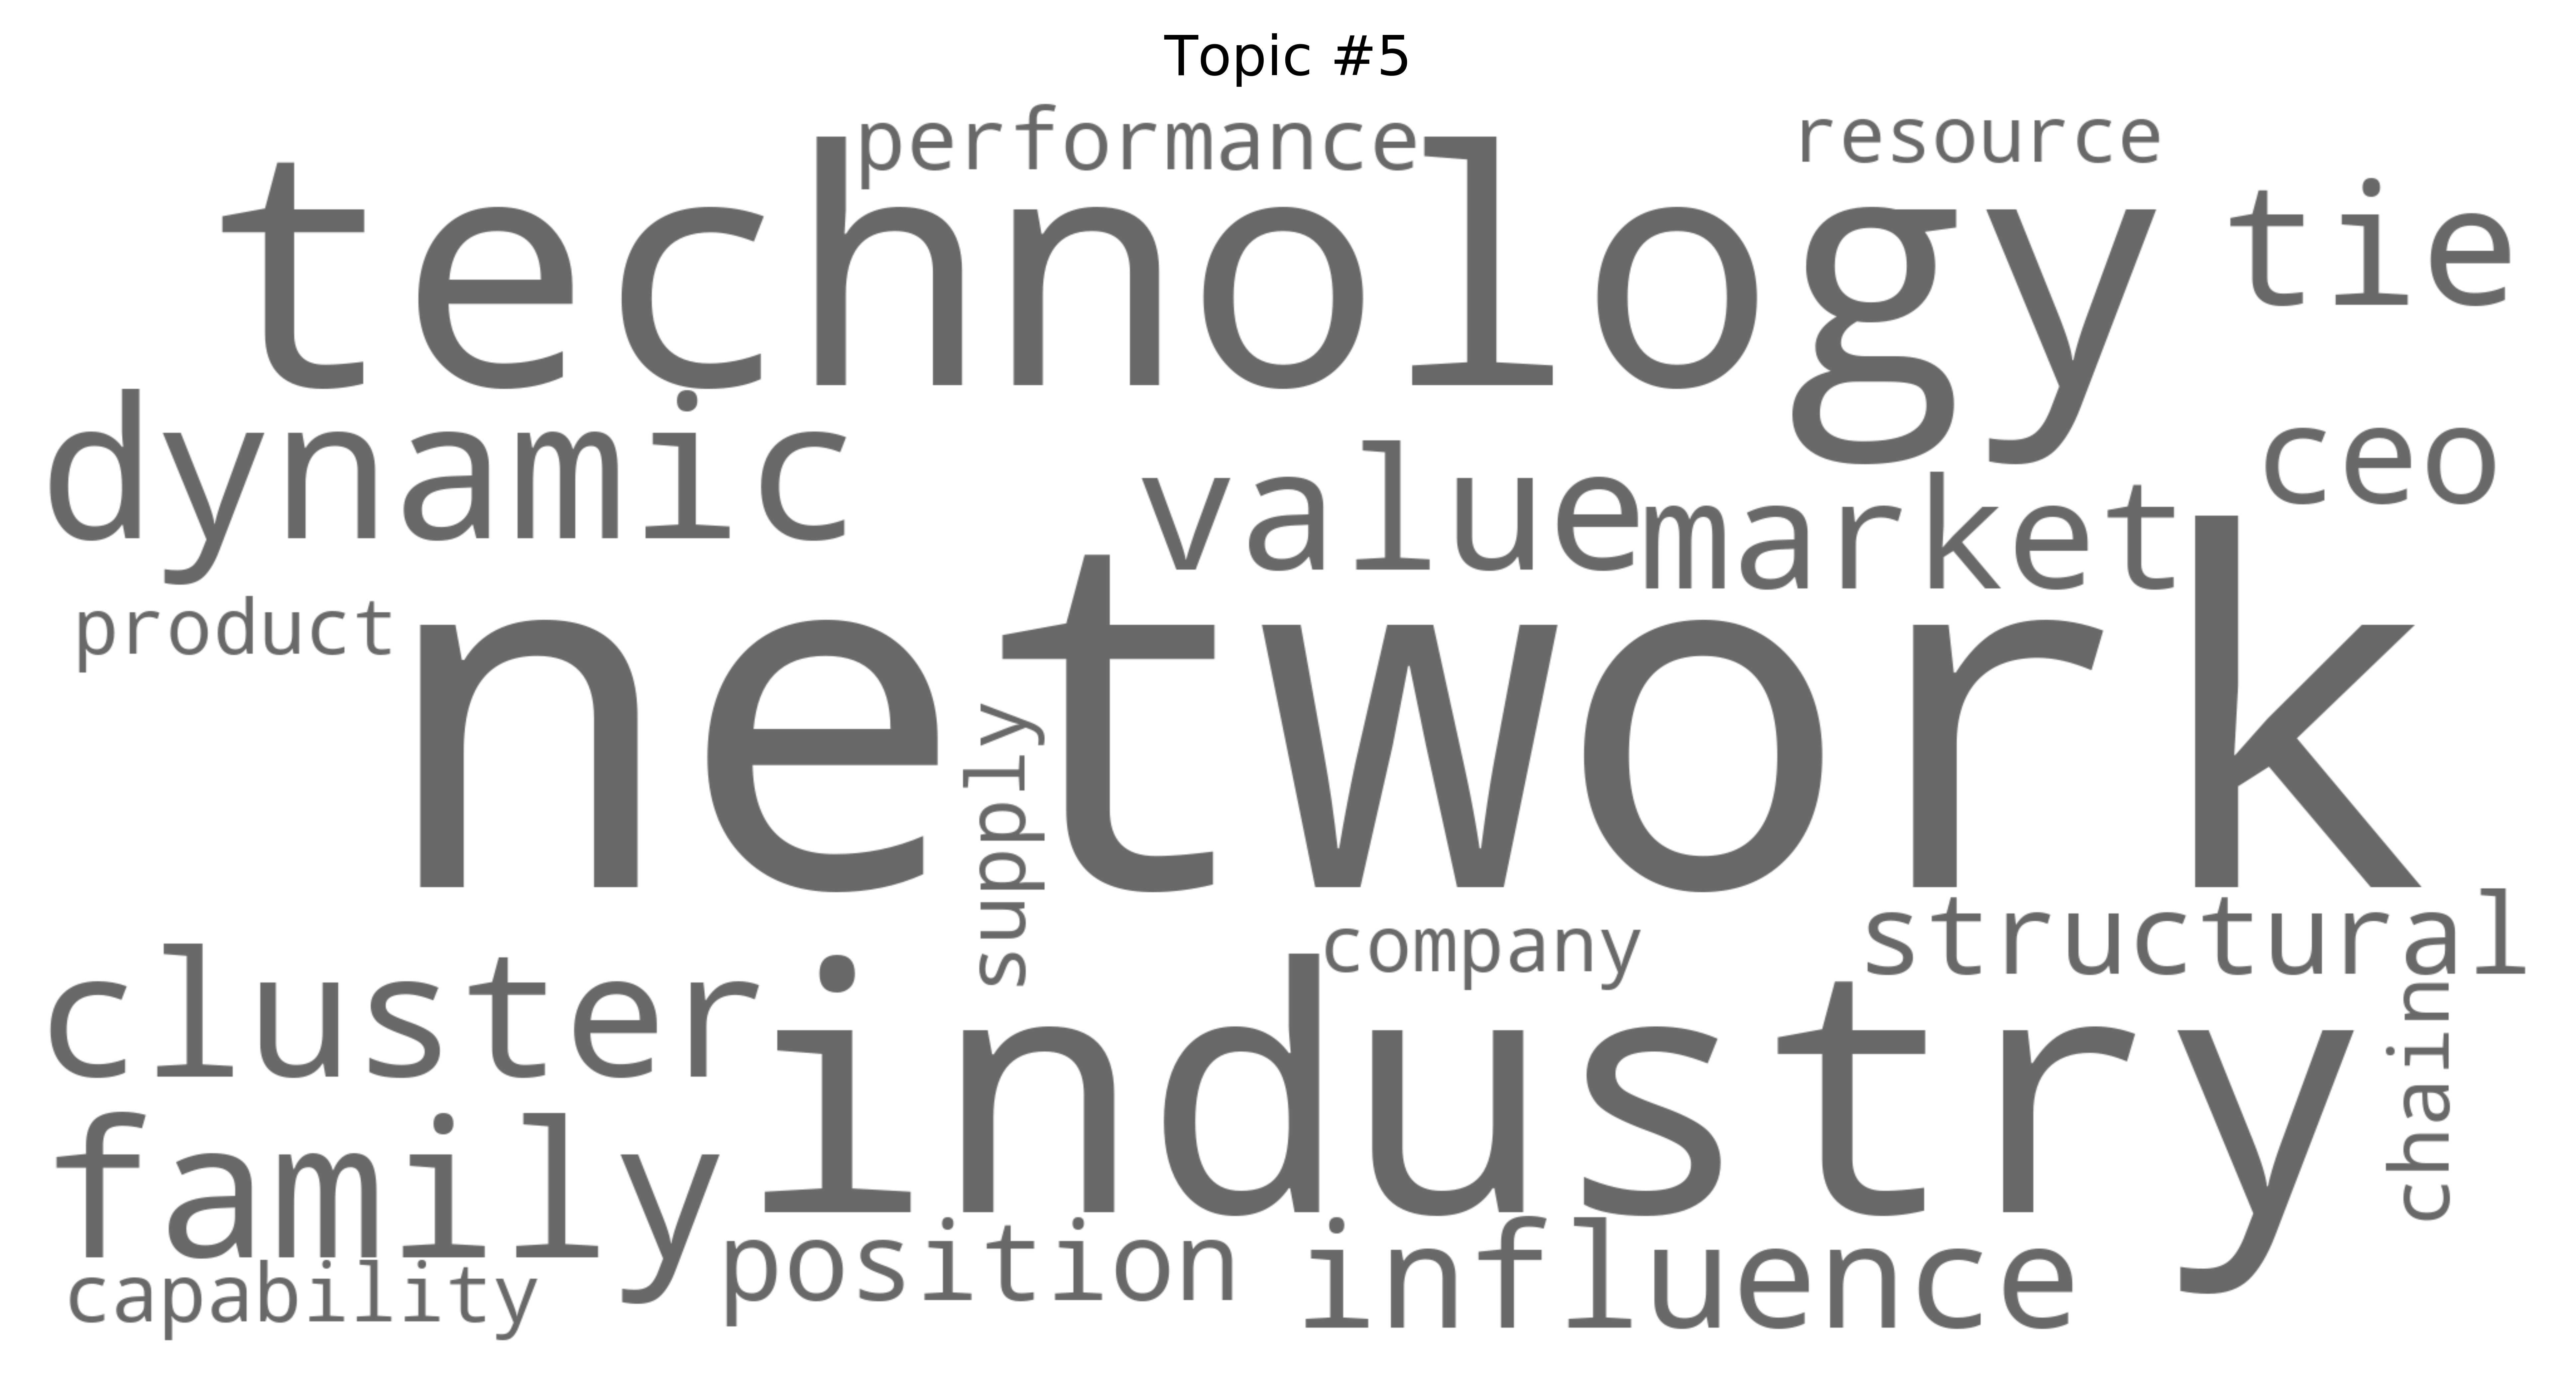 Topic #5
performance
resource
technology
tie
dynamic
value
market
ceo
product
network
supply
company
structural
cluster
industry
chain
family
capability
position
influence